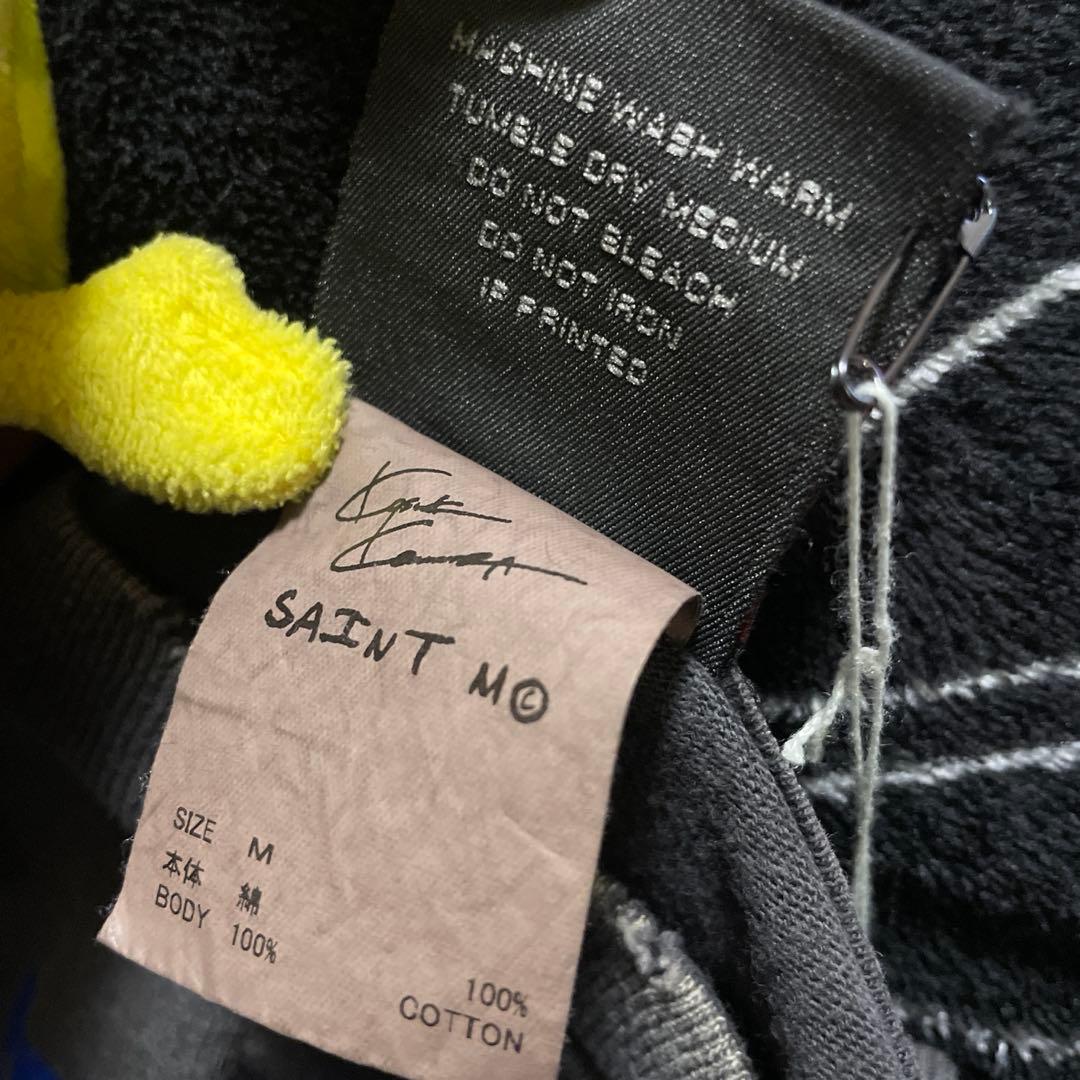 MACHINE WASH WARM
TUMBLE DRY MEDIUM
DO NOT BLEACH
DO NOT IRON
IF PRINTED
SAINT M©
SIZE M
本体 綿
BODY 100%
100%
COTTON